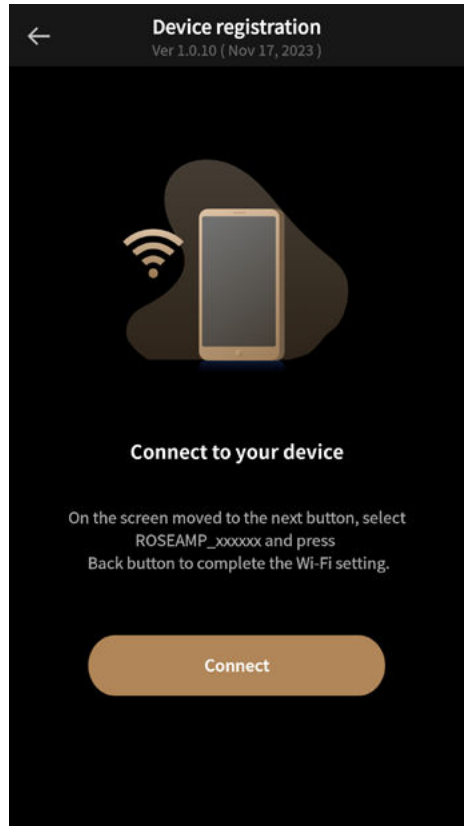 Device registration
Ver 1.0.10 ( Nov 17, 2023 )
Connect to your device
On the screen moved to the next button, select
ROSEAMP_xxxxxx and press
Back button to complete the Wi-Fi setting.
Connect